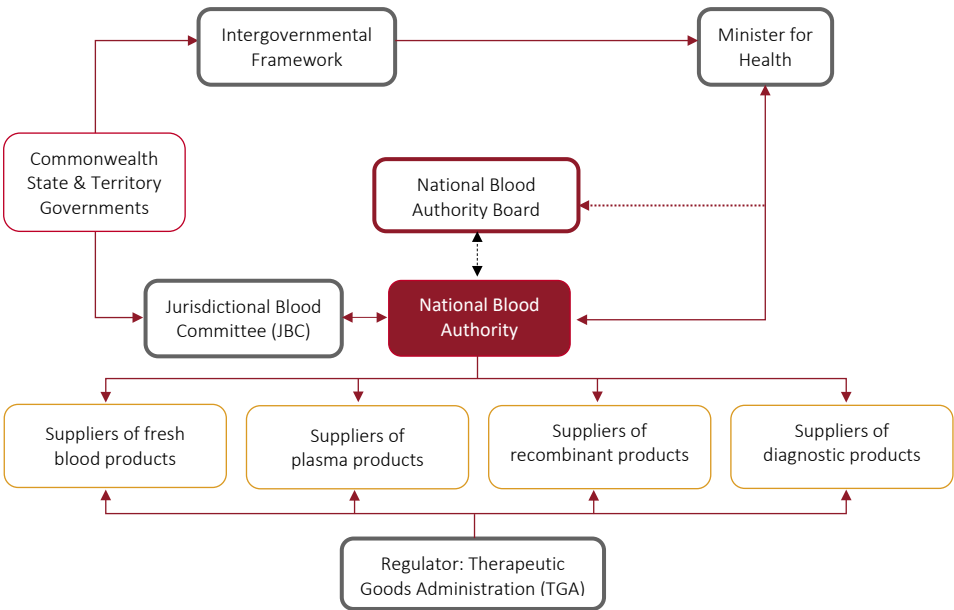 Intergovernmental
Framework
Minister for
Health
Commonwealth
State & Territory
Governments
National Blood
Authority Board
Jurisdictional Blood
Committee (JBC)
National Blood
Authority
Suppliers of fresh
blood products
Suppliers of
plasma products
Suppliers of
recombinant products
Suppliers of
diagnostic products
Regulator: Therapeutic
Goods Administration (TGA)